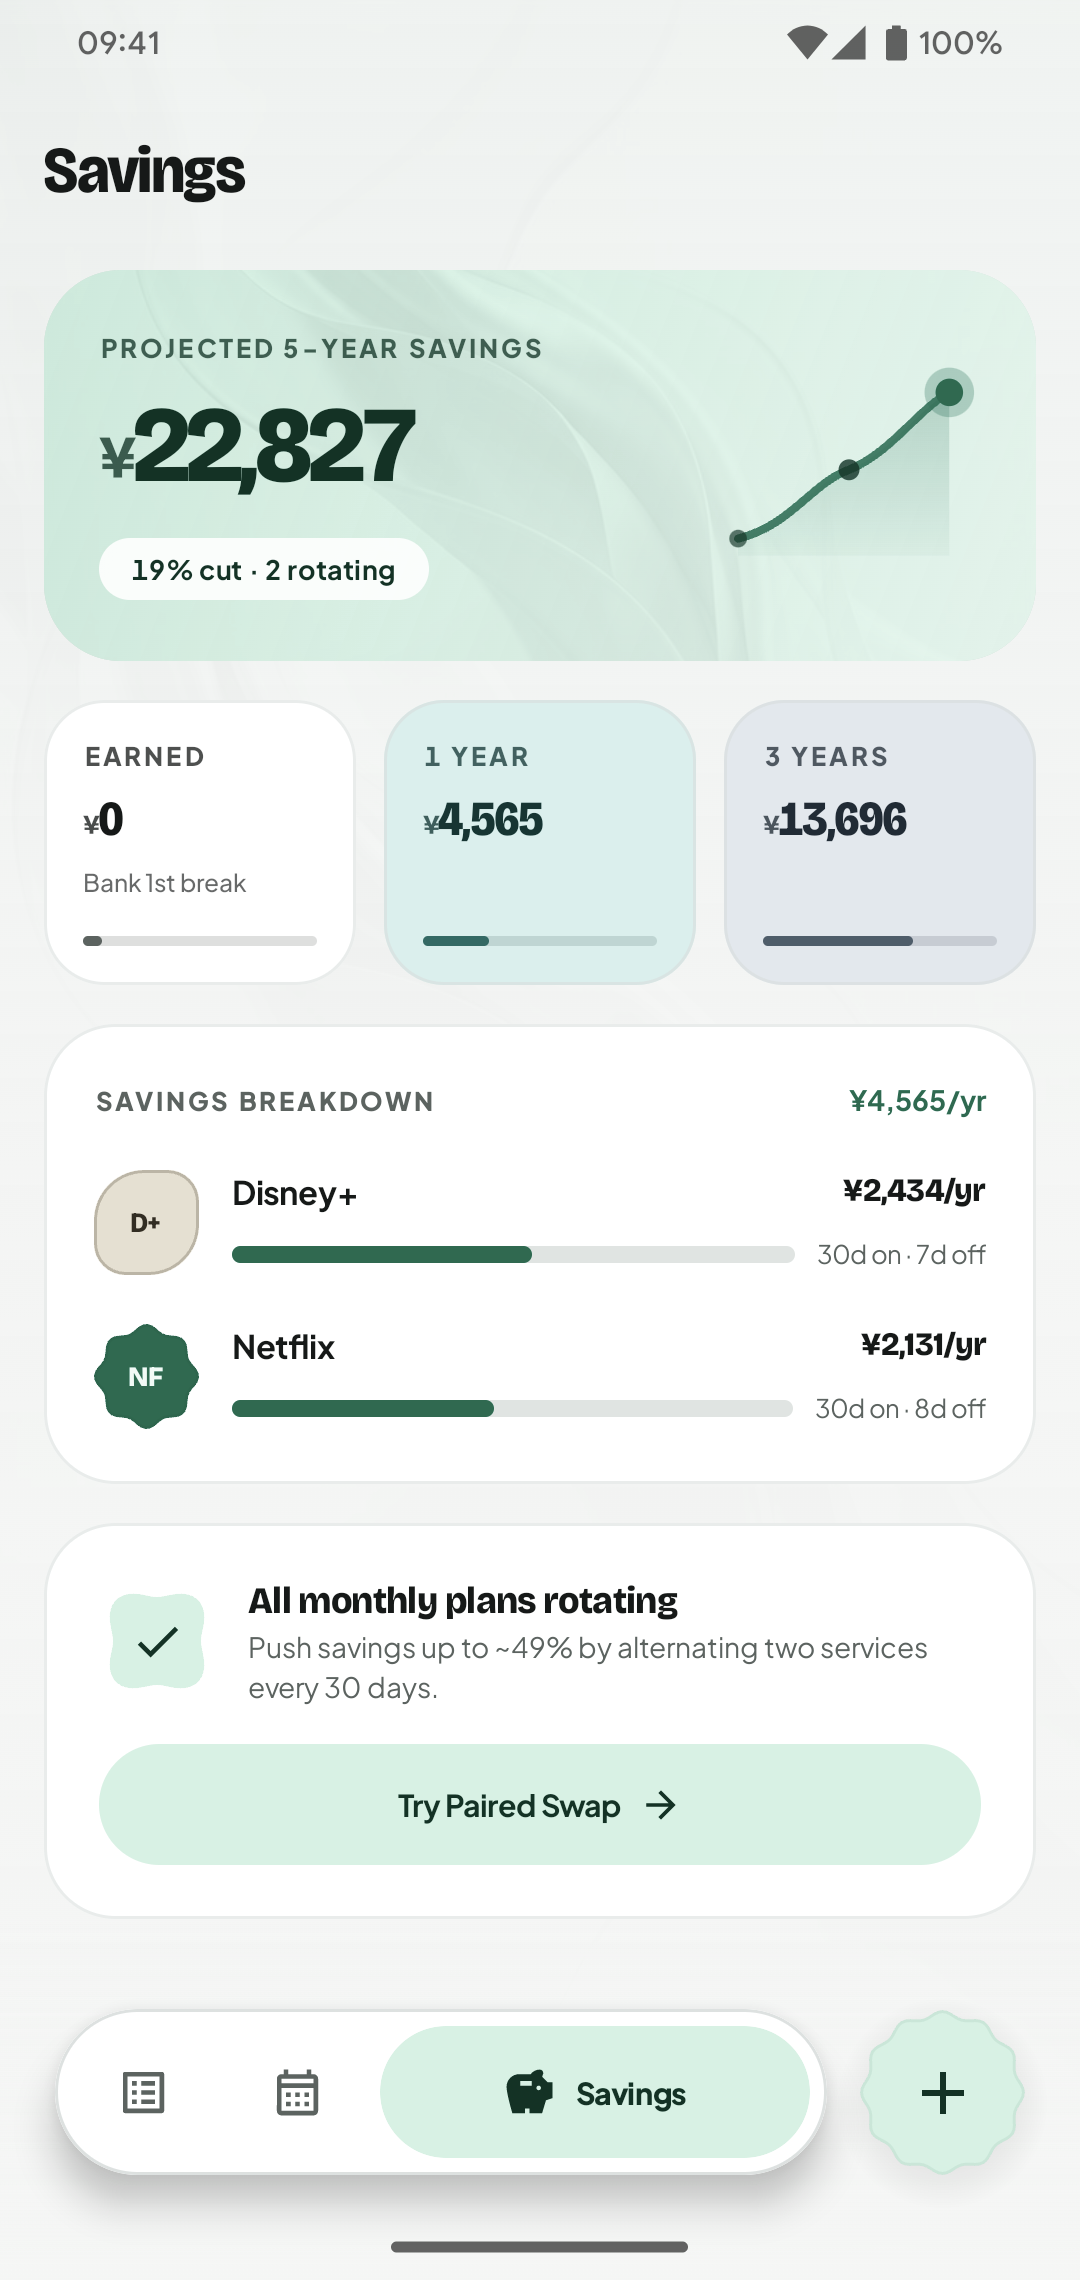 09:41
100%
Savings
PROJECTED 5-YEAR SAVINGS
¥22,827
19% cut · 2 rotating
EARNED
¥0
Bank 1st break
1 YEAR
¥4,565
3 YEARS
¥13,696
SAVINGS BREAKDOWN
¥4,565/yr
D+
Disney+
¥2,434/yr
30d on · 7d off
NF
Netflix
¥2,131/yr
30d on · 8d off
All monthly plans rotating
Push savings up to ~49% by alternating two services
every 30 days.
Try Paired Swap →
Savings